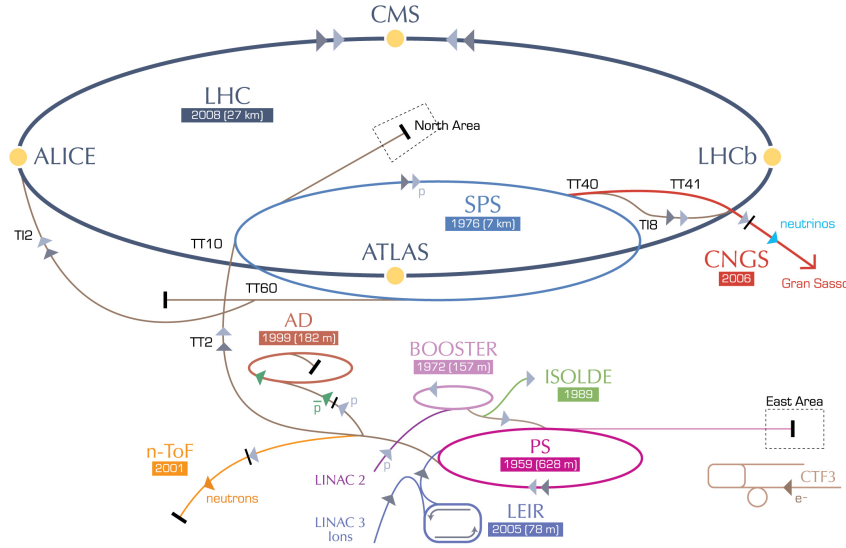 CMS
LHC
2008 (27 km)
North Area
ALICE
LHCb
TT40
TT41
p
SPS
1976 (7 km)
TI8
neutrinos
TI2
TT10
ATLAS
CNGS
2006
Gran Sasso
TT60
AD
1999 (182 m)
TT2
BOOSTER
1972 (157 m)
ISOLDE
1989
p
p
East Area
n-ToF
2001
PS
1959 (628 m)
p
LINAC 2
neutrons
CTF3
e-
LINAC 3
Ions
LEIR
2005 (78 m)